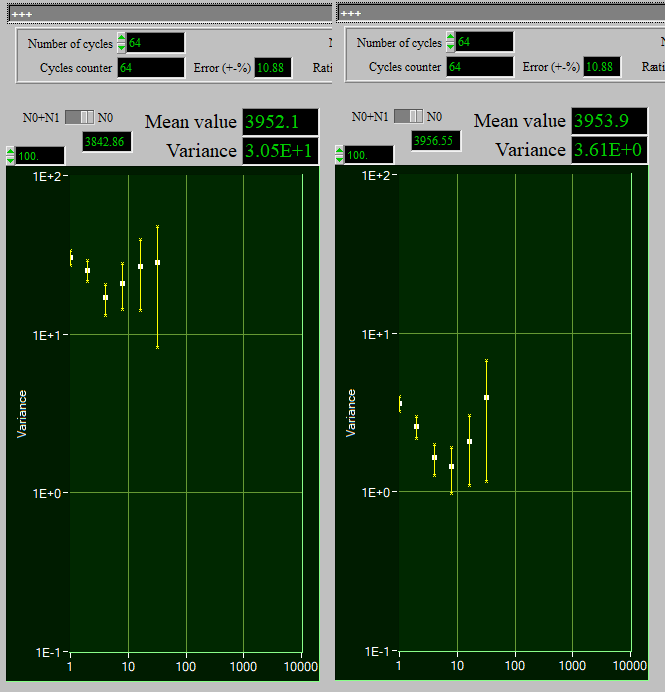 +++
Number of cycles 64 N
Cycles counter 64 Error (+-%) 10.88 Rati
N0+N1 N0 Mean value 3952.1
3842.86
100. Variance 3.05E+1
1E+2
1E+1
Variance
1E+0
1E-1
1 10 100 1000 10000
+++
Number of cycles 64 N
Cycles counter 64 Error (+-%) 10.88 Rati
N0+N1 N0 Mean value 3953.9
3956.55
100. Variance 3.61E+0
1E+2
1E+1
Variance
1E+0
1E-1
1 10 100 1000 10000